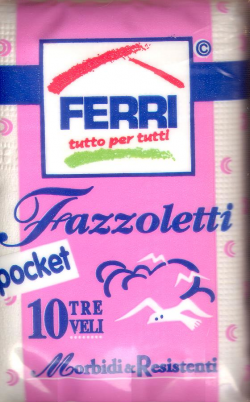 ©
FERRI
tutto per tutti
Fazzoletti
pocket
10 TRE
VELI
Morbidi & Resistenti